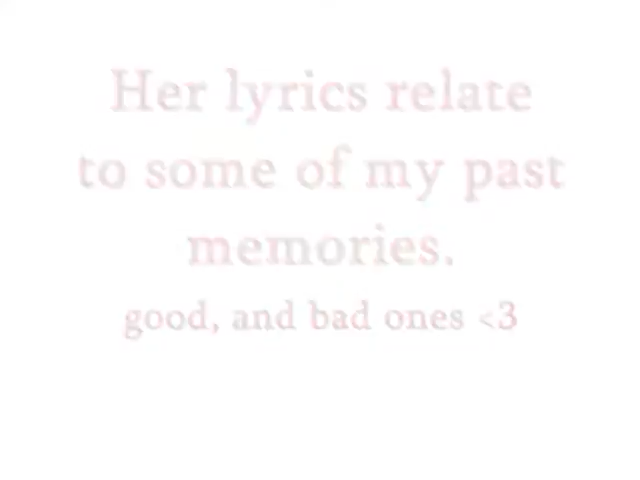 Her lyrics relate
to some of my past
memories.
good, and bad ones <3